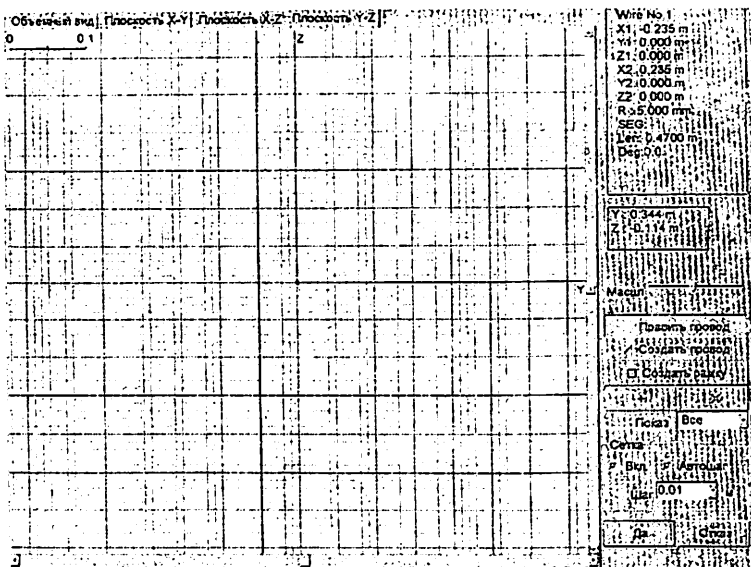 Объемный вид Плоскость X-Y Плоскость X-Z Плоскость Y-Z
0 0.1
Z
Y
Wire No.1
X1: -0.235 m
Y1: 0.000 m
Z1: 0.000 m
X2: 0.235 m
Y2: 0.000 m
Z2: 0.000 m
R: 5.000 mm
SEG:
Len: 0.4700 m
Deg: 0.0
Y: 0.344 m
Z: -0.114 m
Масшт
Править провод
Создать провод
Создать рамку
Показ Все
Сетка
Вкл Автошаг
Шаг 0.01
Да